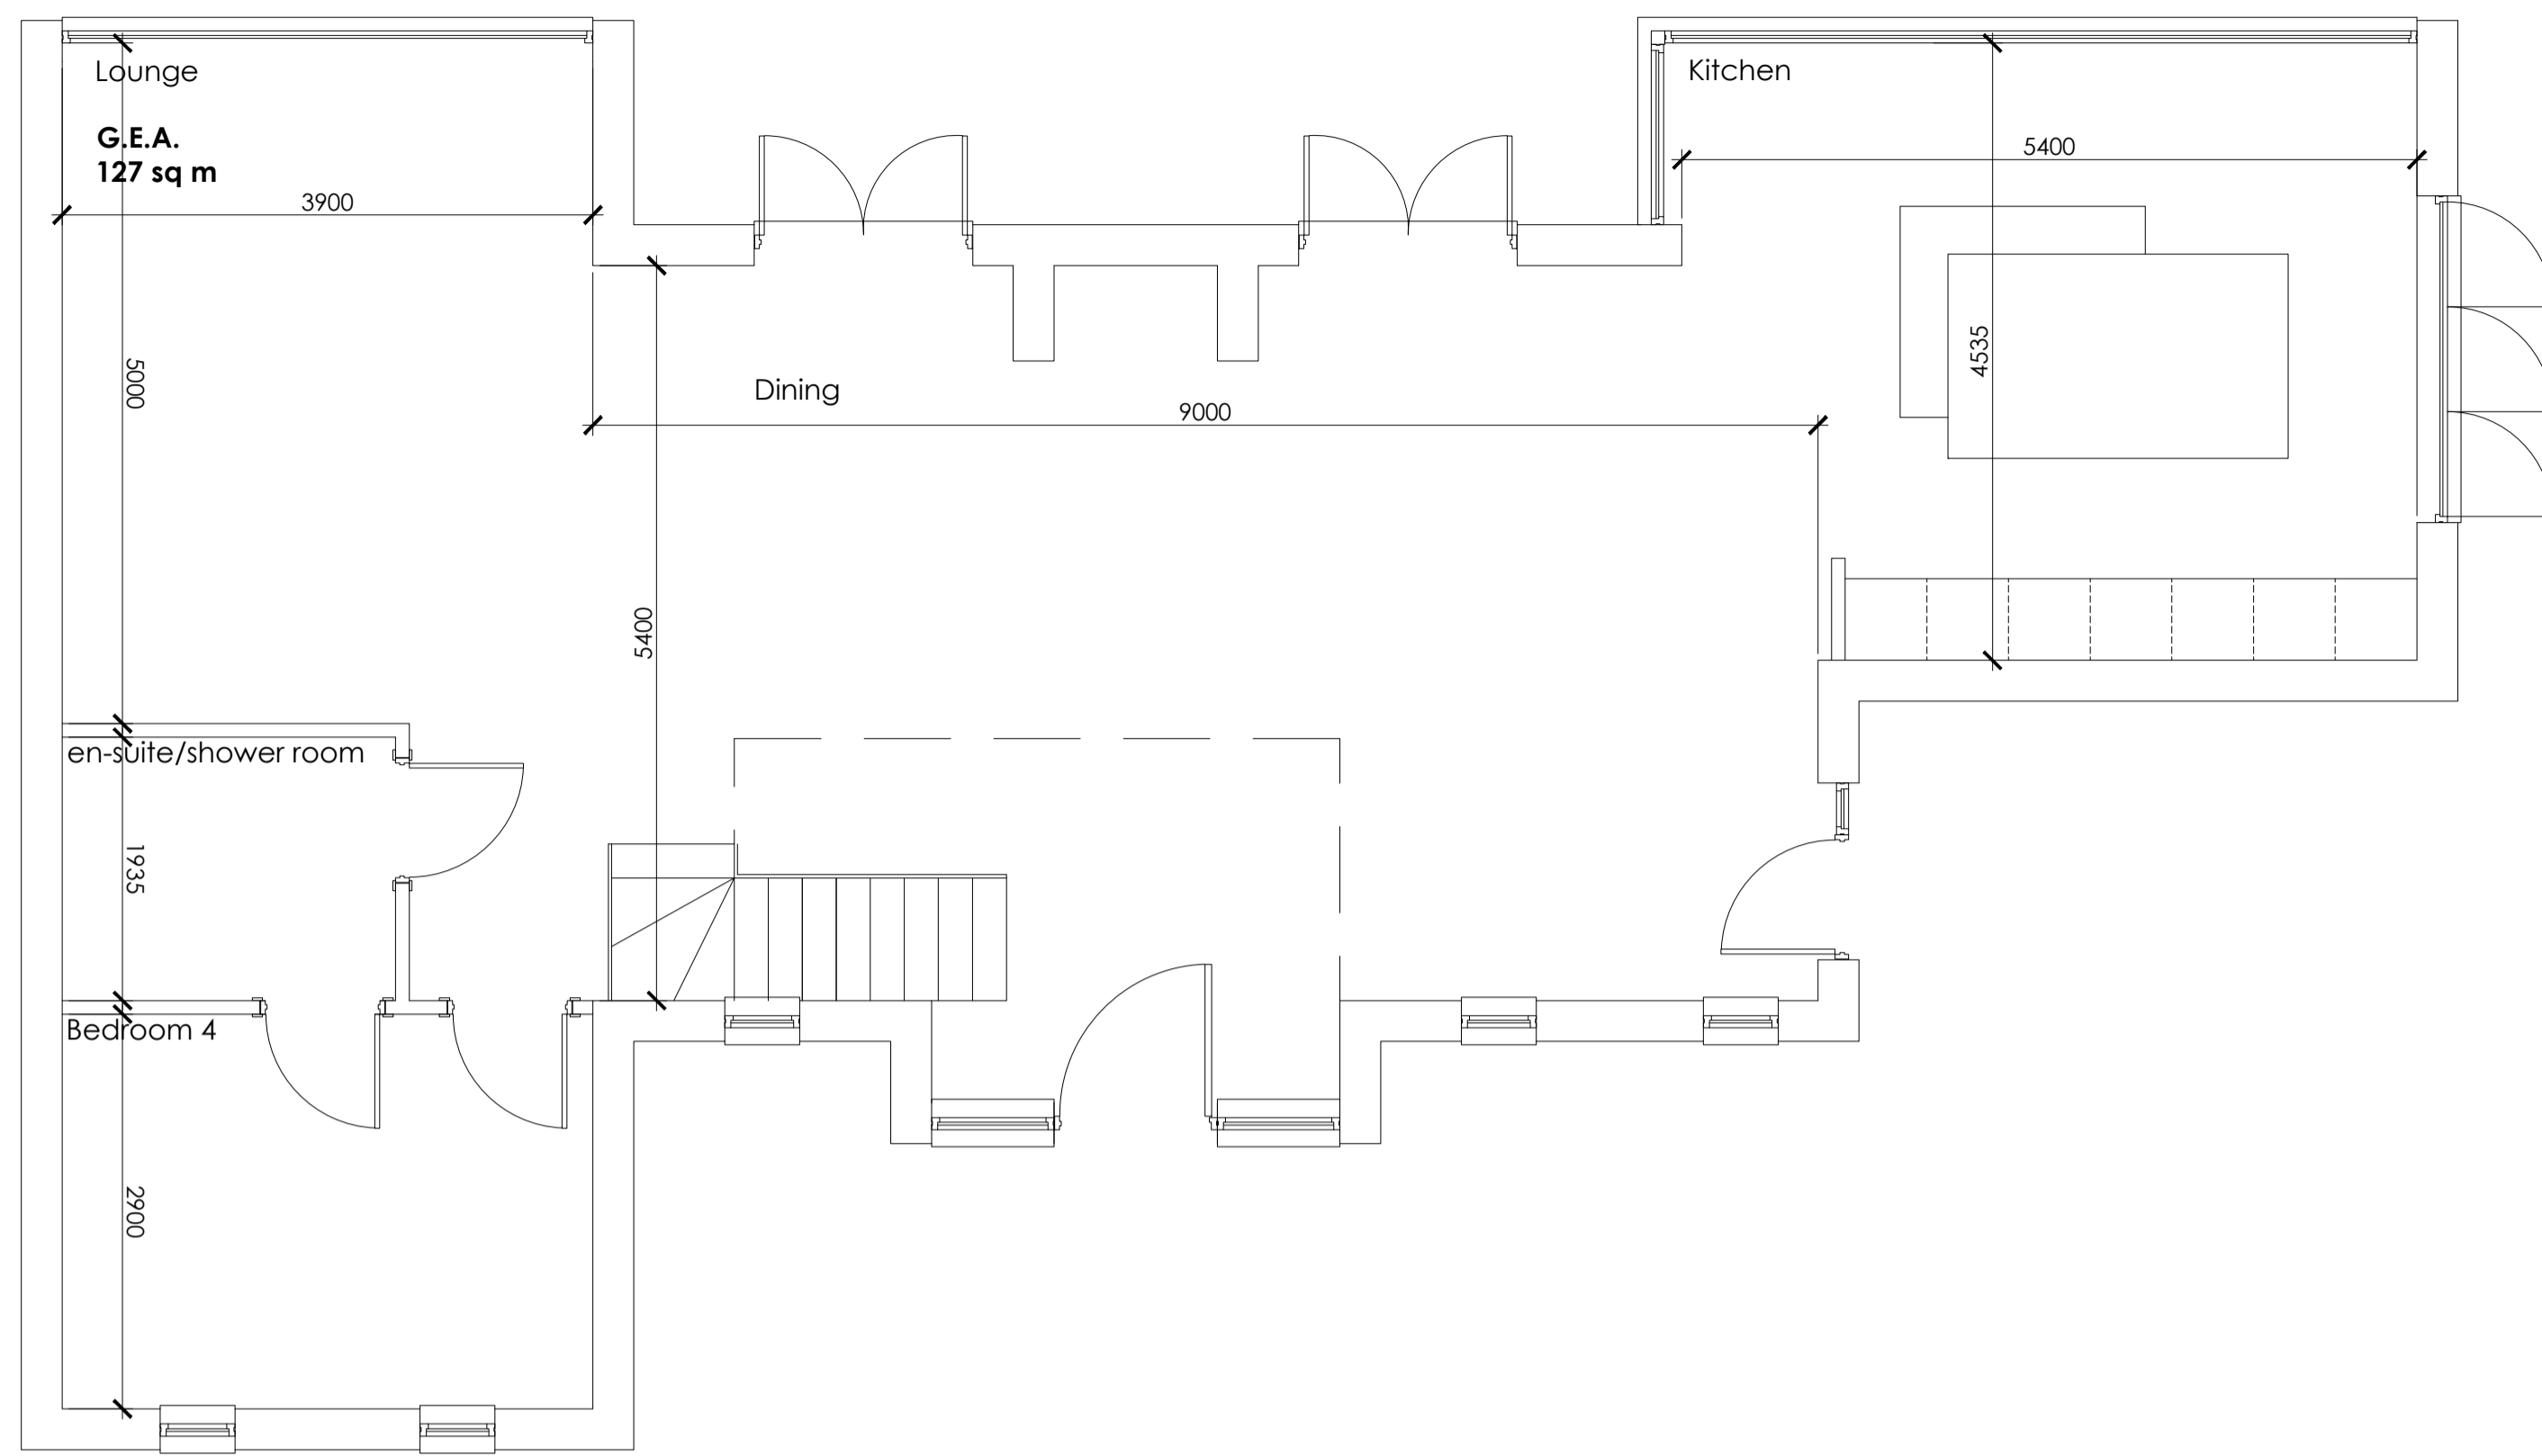 Lounge
G.E.A.
127 sq m
3900
Kitchen
5400
5000
Dining
9000
4535
5400
en-suite/shower room
1935
Bedroom 4
2900